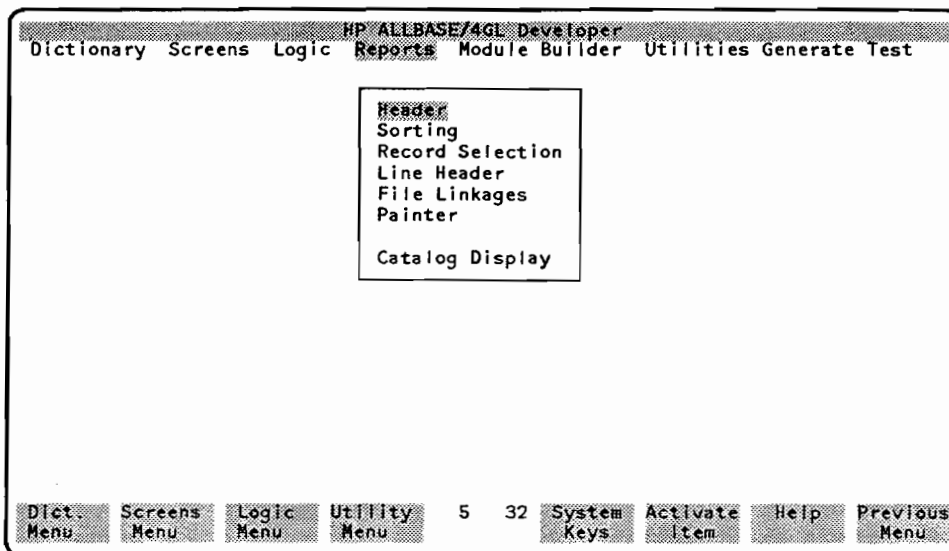 HP ALLBASE/4GL Developer
Dictionary Screens Logic Reports Module Builder Utilities Generate Test
Header
Sorting
Record Selection
Line Header
File Linkages
Painter
Catalog Display
Dict. Menu Screens Menu Logic Menu Utility Menu 5 32 System Keys Activate Item Help Previous Menu